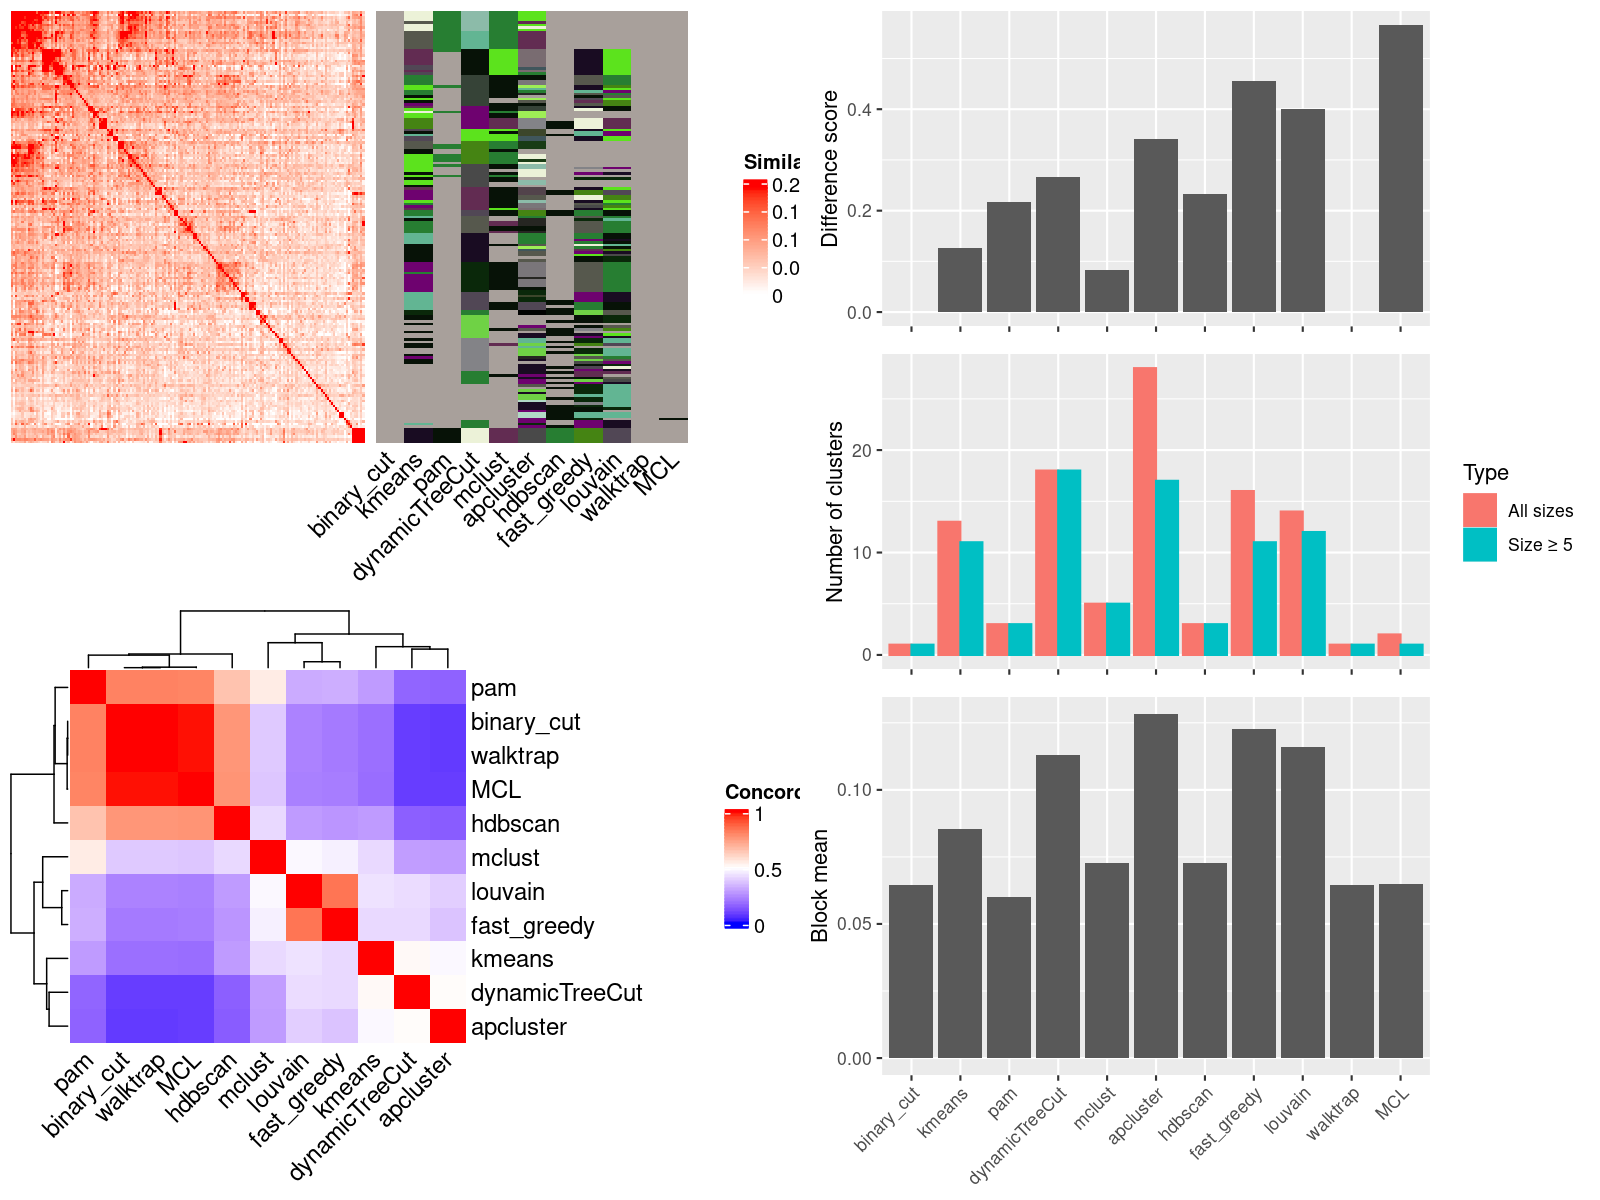 Simila
0.2
0.1
0.1
0.0
0
binary_cut
kmeans
pam
dynamicTreeCut
mclust
apcluster
hdbscan
fast_greedy
louvain
walktrap
MCL
Difference score
0.4
0.2
0.0
Number of clusters
20
10
0
Type
All sizes
Size ≥ 5
pam
binary_cut
walktrap
MCL
hdbscan
mclust
louvain
fast_greedy
kmeans
dynamicTreeCut
apcluster
pam
binary_cut
walktrap
MCL
hdbscan
mclust
louvain
fast_greedy
kmeans
dynamicTreeCut
apcluster
Concord
1
0.5
0
Block mean
0.10
0.05
0.00
binary_cut
kmeans
pam
dynamicTreeCut
mclust
apcluster
hdbscan
fast_greedy
louvain
walktrap
MCL